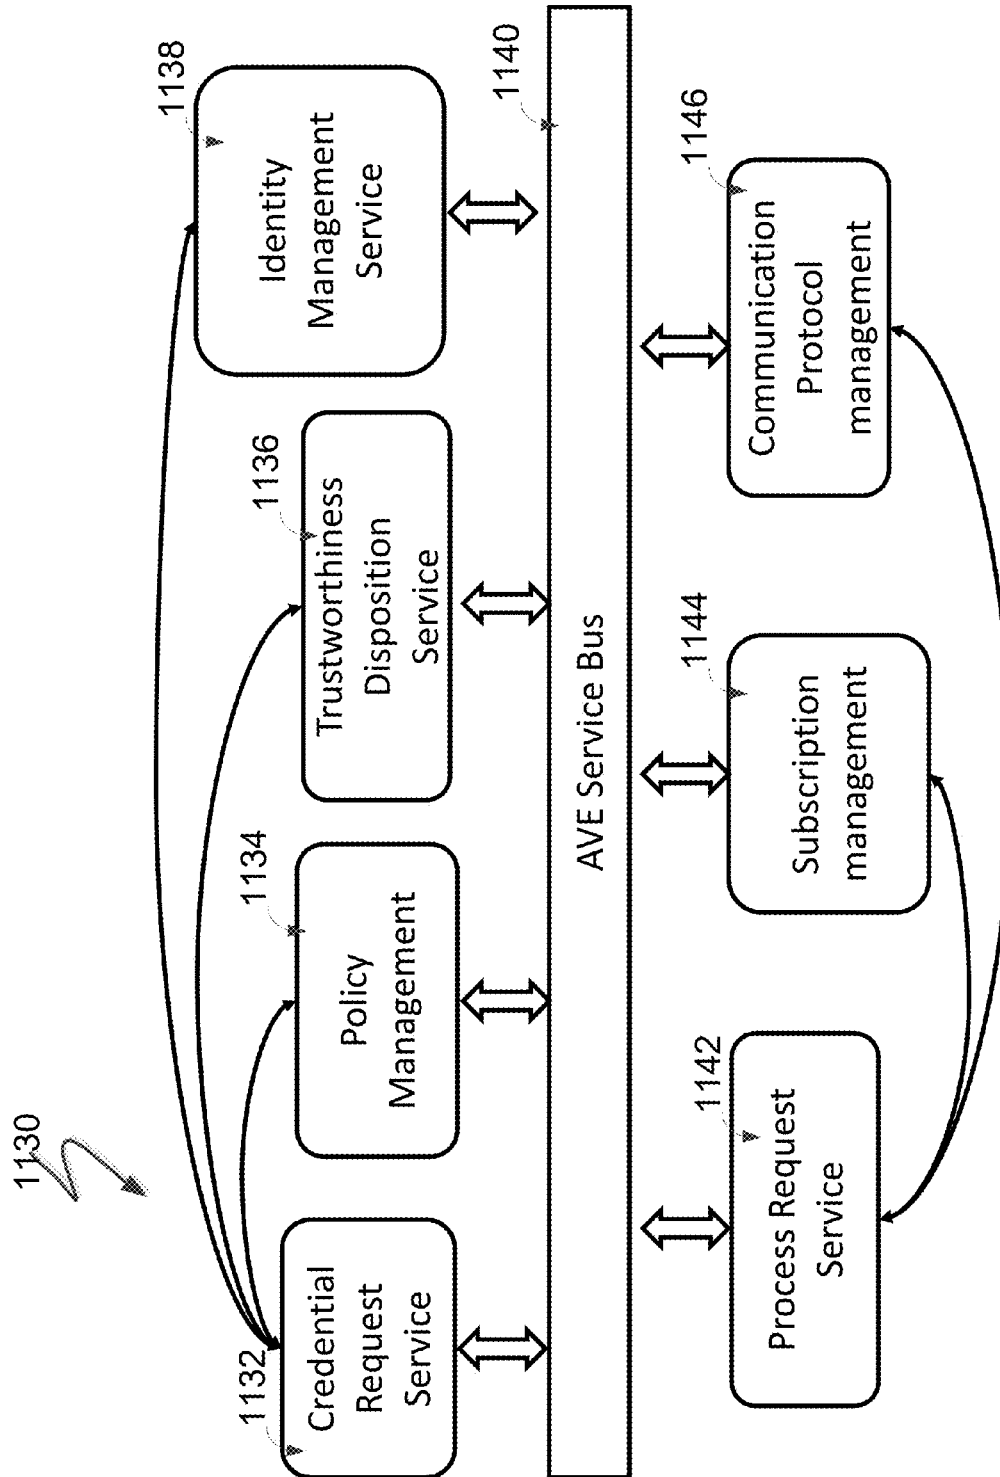 1130
1132
Credential
Request
Service
1134
Policy
Management
1136
Trustworthiness
Disposition
Service
1138
Identity
Management
Service
1140
AVE Service Bus
1142
Process Request
Service
1144
Subscription
management
1146
Communication
Protocol
management